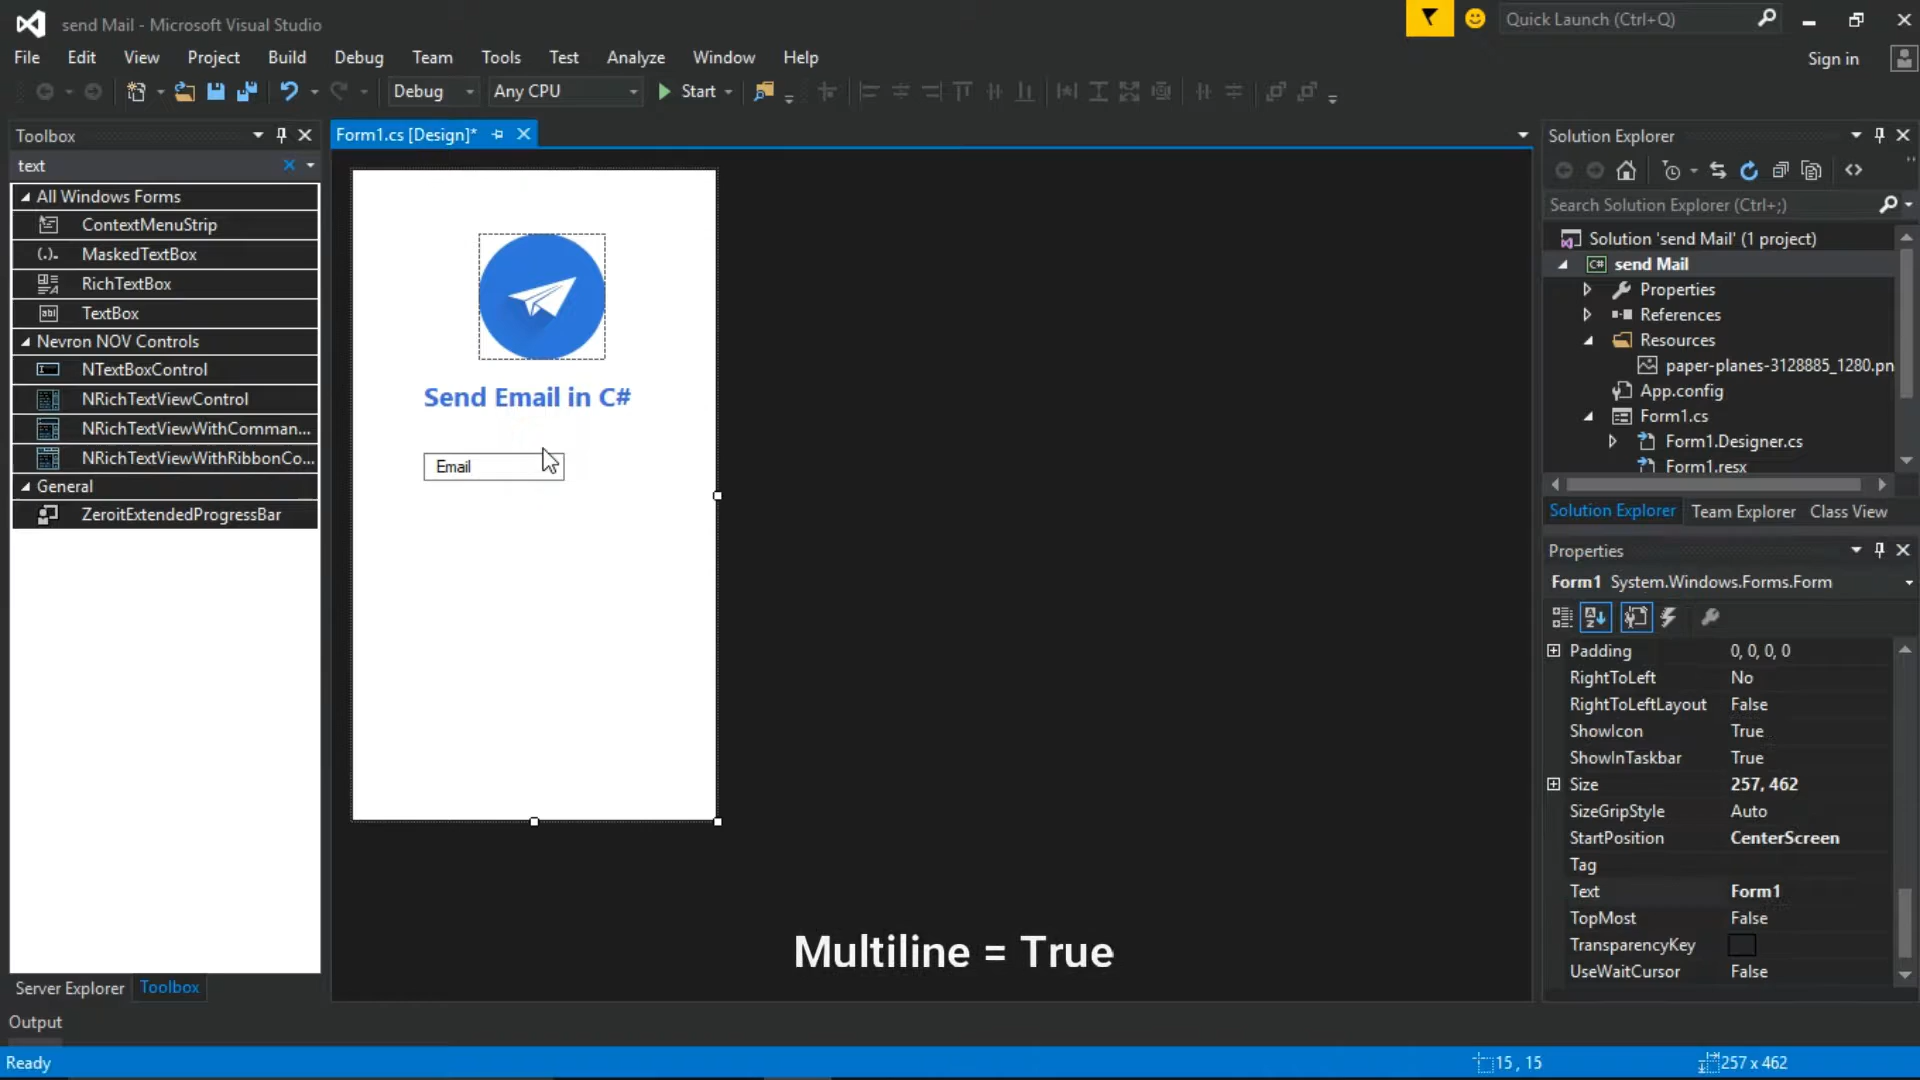 send Mail - Microsoft Visual Studio
Quick Launch (Ctrl+Q)
File Edit View Project Build Debug Team Tools Test Analyze Window Help
Sign in
Debug Any CPU Start
Toolbox
text
All Windows Forms
ContextMenuStrip
MaskedTextBox
RichTextBox
TextBox
Nevron NOV Controls
NTextBoxControl
NRichTextViewControl
NRichTextViewWithComman...
NRichTextViewWithRibbonCo...
General
ZeroitExtendedProgressBar
Server Explorer Toolbox
Form1.cs [Design]*
Send Email in C#
Email
Multiline = True
Solution Explorer
Search Solution Explorer (Ctrl+;)
Solution 'send Mail' (1 project)
C# send Mail
Properties
References
Resources
paper-planes-3128885_1280.pn
App.config
Form1.cs
Form1.Designer.cs
Form1.resx
Solution Explorer Team Explorer Class View
Properties
Form1 System.Windows.Forms.Form
Padding 0, 0, 0, 0
RightToLeft No
RightToLeftLayout False
ShowIcon True
ShowInTaskbar True
Size 257, 462
SizeGripStyle Auto
StartPosition CenterScreen
Tag
Text Form1
TopMost False
TransparencyKey
UseWaitCursor False
Output
Ready
15 , 15
257 x 462